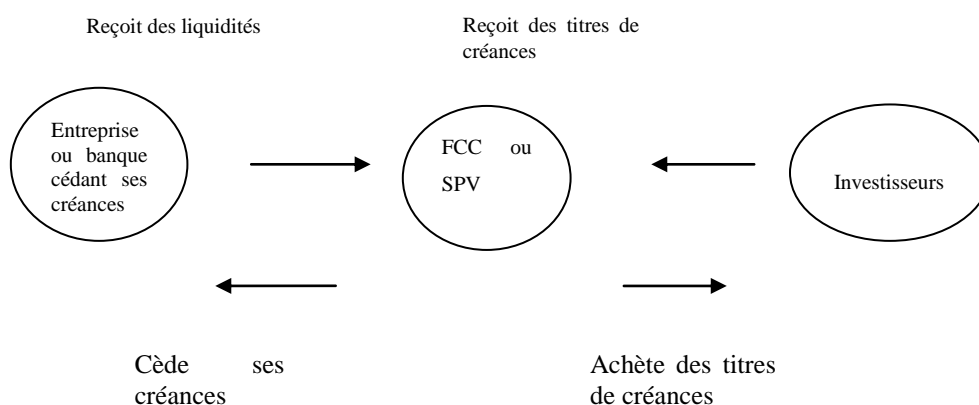 Reçoit des liquidités
Reçoit des titres de
créances
Entreprise
ou banque
cédant ses
créances
FCC ou
SPV
Investisseurs
Cède ses
créances
Achète des titres
de créances